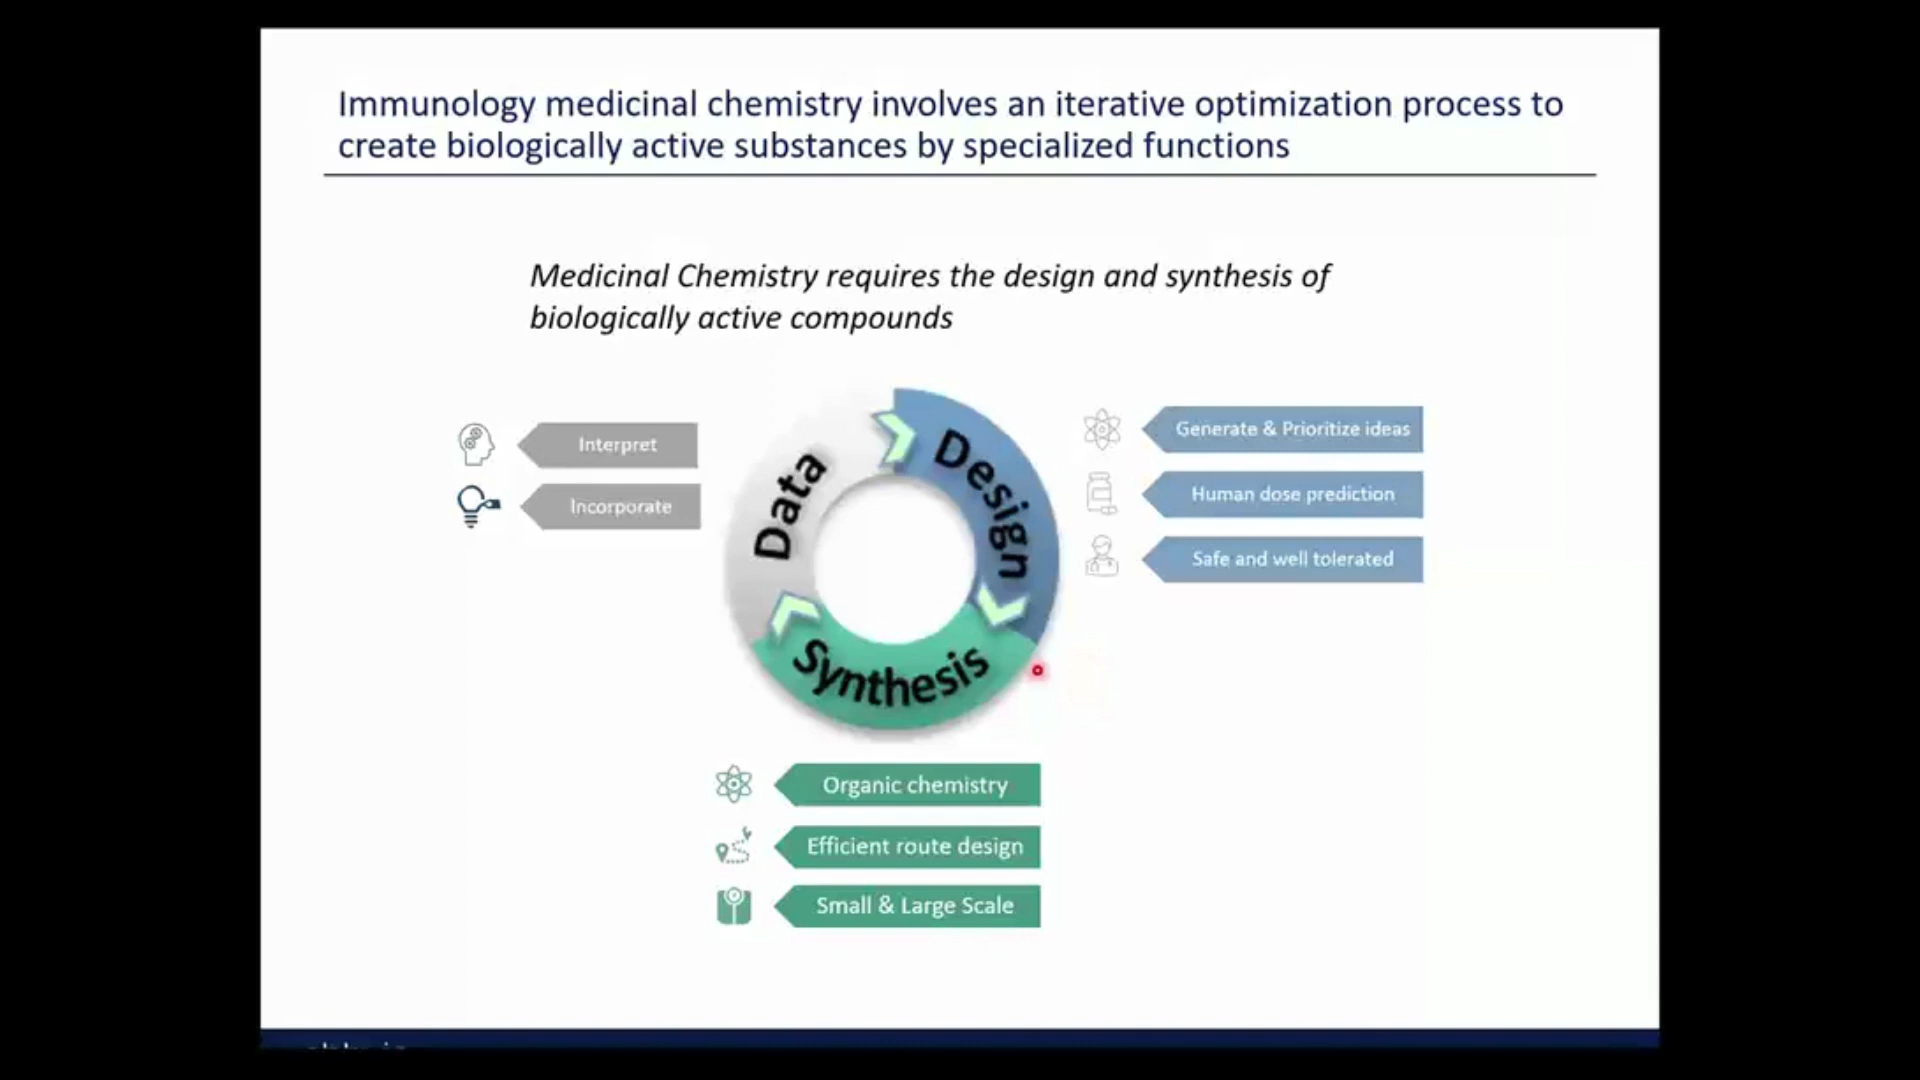 Immunology medicinal chemistry involves an iterative optimization process to
create biologically active substances by specialized functions
Medicinal Chemistry requires the design and synthesis of
biologically active compounds
Interpret
Incorporate
Data
Design
Synthesis
Generate & Prioritize ideas
Human dose prediction
Safe and well tolerated
Organic chemistry
Efficient route design
Small & Large Scale